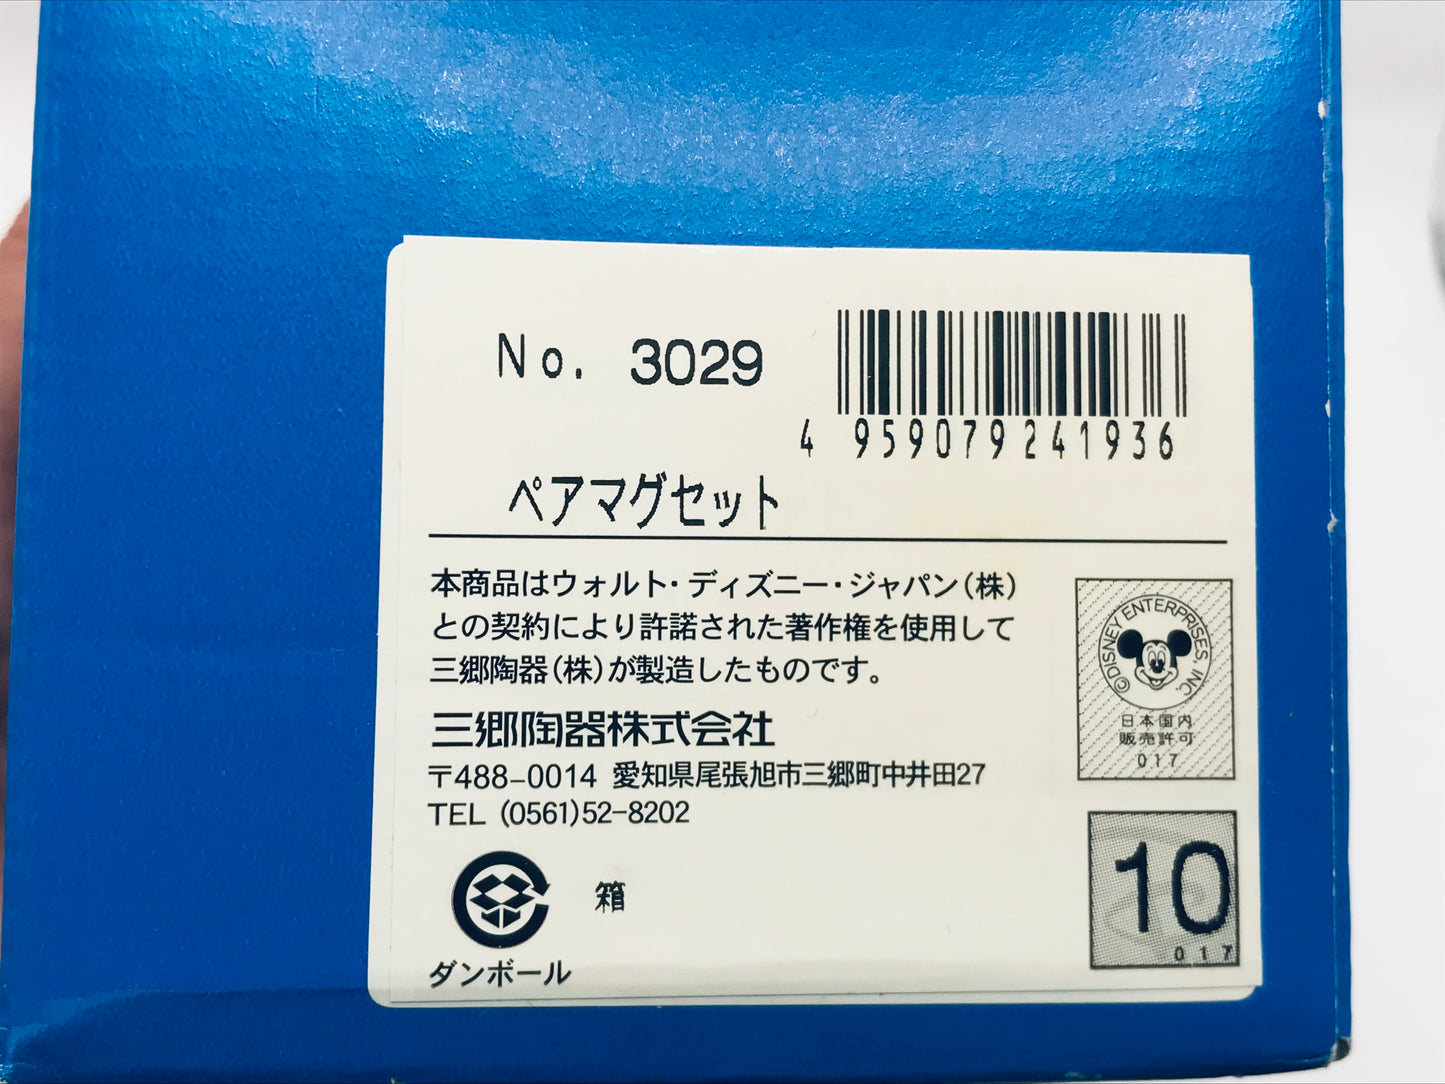 No. 3029
4 959079 241936
ペアマグセット
本商品はウォルト・ディズニー・ジャパン(株)
との契約により許諾された著作権を使用して
三郷陶器(株)が製造したものです。
三郷陶器株式会社
〒488-0014 愛知県尾張旭市三郷町中井田27
TEL (0561)52-8202
箱
ダンボール
©DISNEY ENTERPRISES, INC.
日本国内
販売許可
017
10
017